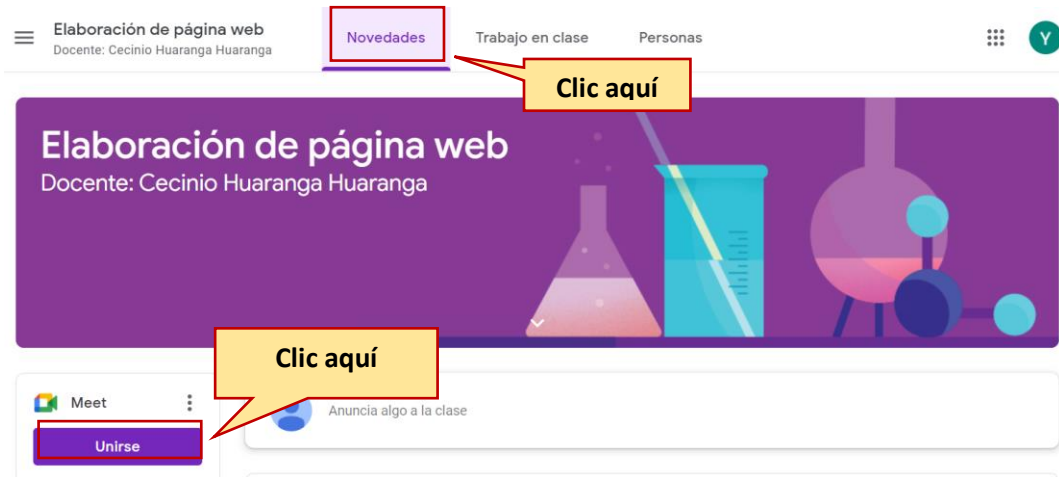 Elaboración de página web
Docente: Cecinio Huaranga Huaranga
Novedades
Trabajo en clase
Personas
Y
Clic aquí
Elaboración de página web
Docente: Cecinio Huaranga Huaranga
Clic aquí
Meet
Anuncia algo a la clase
Unirse